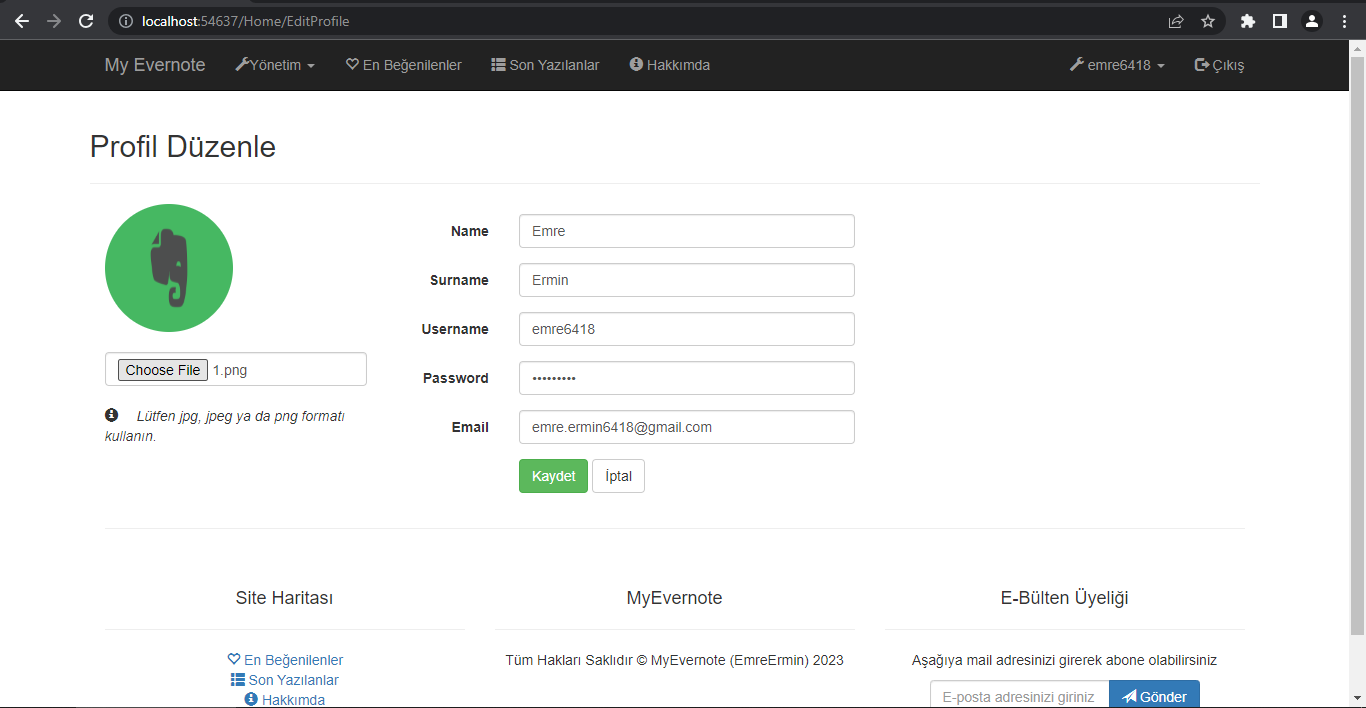 localhost:54637/Home/EditProfile
My Evernote Yönetim En Beğenilenler Son Yazılanlar Hakkımda emre6418 Çıkış
Profil Düzenle
Name Emre
Surname Ermin
Username emre6418
Password •••••••••
Email emre.ermin6418@gmail.com
Choose File 1.png
Lütfen jpg, jpeg ya da png formatı
kullanın.
Kaydet İptal
Site Haritası
En Beğenilenler
Son Yazılanlar
Hakkımda
MyEvernote
Tüm Hakları Saklıdır © MyEvernote (EmreErmin) 2023
E-Bülten Üyeliği
Aşağıya mail adresinizi girerek abone olabilirsiniz
E-posta adresinizi giriniz Gönder